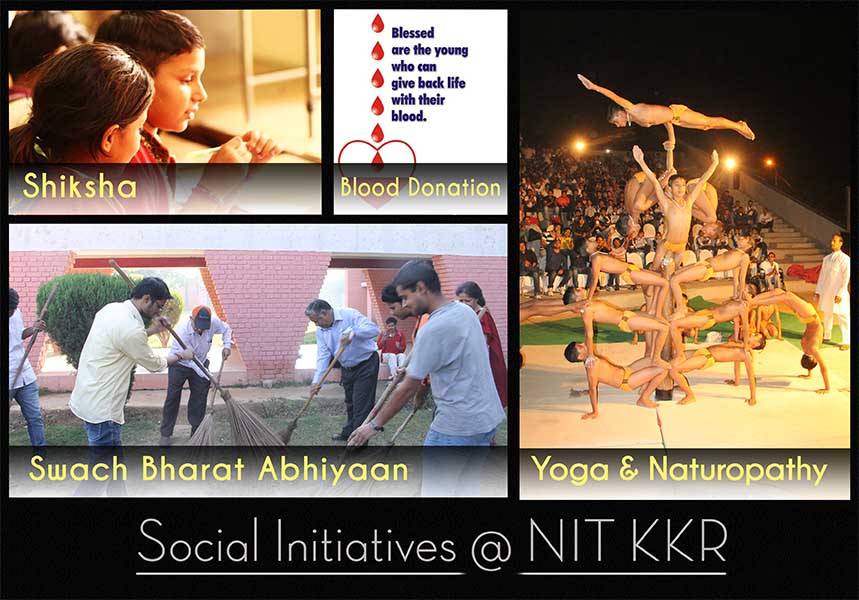 Shiksha
Blessed
are the young
who can
give back life
with their
blood.
Blood Donation
Swach Bharat Abhiyaan
Yoga & Naturopathy
Social Initiatives @ NIT KKR